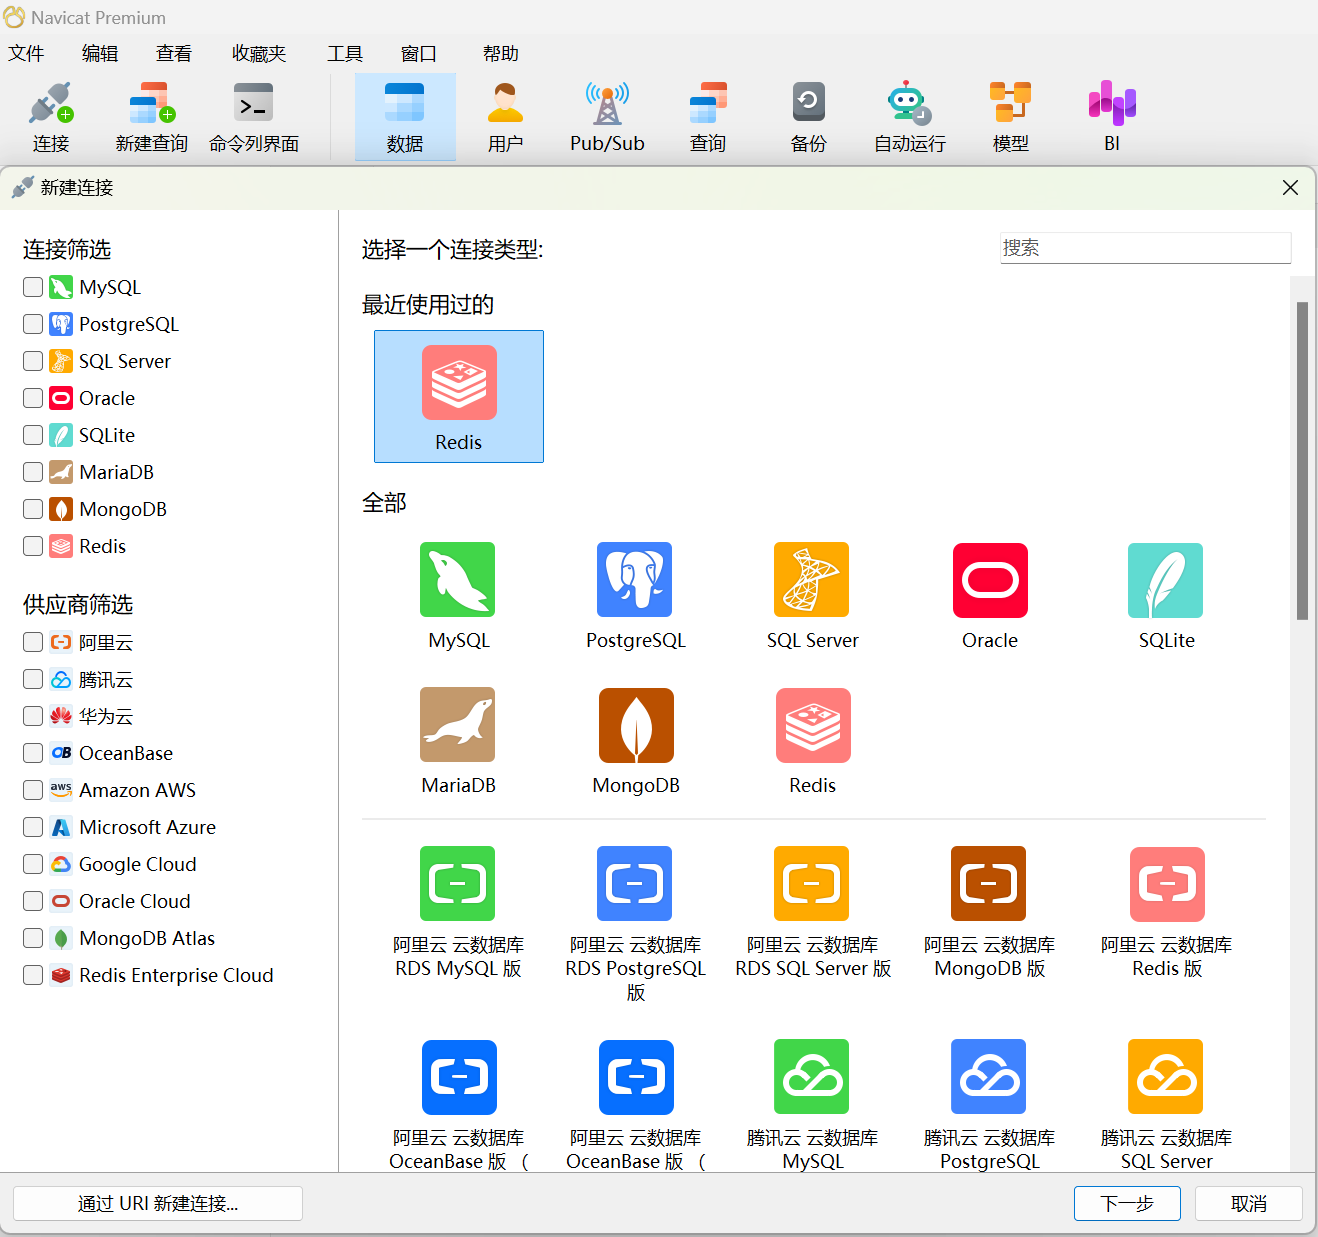 Navicat Premium
文件 编辑 查看 收藏夹 工具 窗口 帮助
连接 新建查询 命令列界面 数据 用户 Pub/Sub 查询 备份 自动运行 模型 BI
新建连接
连接筛选
MySQL
PostgreSQL
SQL Server
Oracle
SQLite
MariaDB
MongoDB
Redis
供应商筛选
阿里云
腾讯云
华为云
OceanBase
Amazon AWS
Microsoft Azure
Google Cloud
Oracle Cloud
MongoDB Atlas
Redis Enterprise Cloud
选择一个连接类型:
搜索
最近使用过的
Redis
全部
MySQL PostgreSQL SQL Server Oracle SQLite
MariaDB MongoDB Redis
阿里云 云数据库
RDS MySQL 版
阿里云 云数据库
RDS PostgreSQL
版
阿里云 云数据库
RDS SQL Server 版
阿里云 云数据库
MongoDB 版
阿里云 云数据库
Redis 版
阿里云 云数据库
OceanBase 版 （
阿里云 云数据库
OceanBase 版 （
腾讯云 云数据库
MySQL
腾讯云 云数据库
PostgreSQL
腾讯云 云数据库
SQL Server
通过 URI 新建连接...
下一步
取消